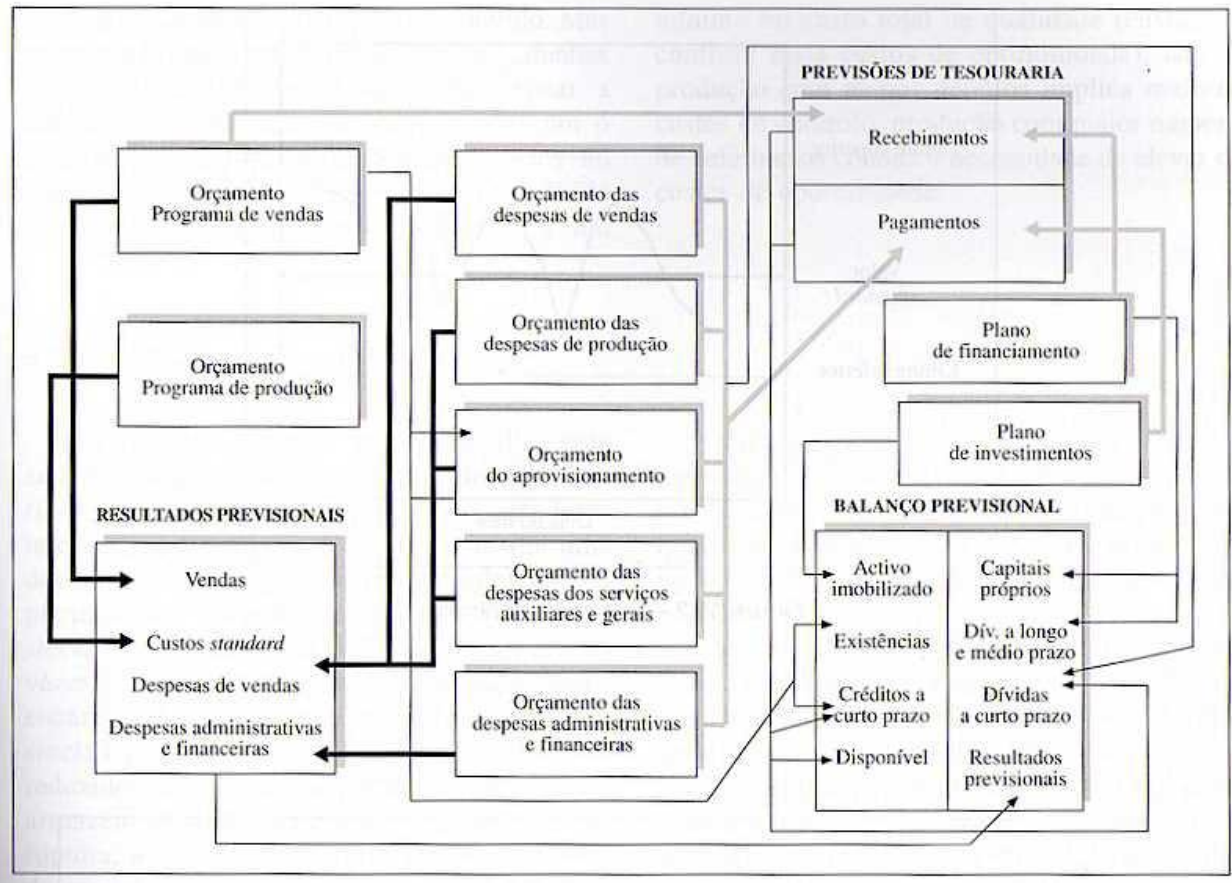 Orçamento
Programa de vendas
Orçamento
Programa de produção
RESULTADOS PREVISIONAIS
Vendas
Custos standard
Despesas de vendas
Despesas administrativas
e financeiras
Orçamento das
despesas de vendas
Orçamento das
despesas de produção
Orçamento
do aprovisionamento
Orçamento das
despesas dos serviços
auxiliares e gerais
Orçamento das
despesas administrativas
e financeiras
PREVISÕES DE TESOURARIA
Recebimentos
Pagamentos
Plano
de financiamento
Plano
de investimentos
BALANÇO PREVISIONAL
Activo
imobilizado
Existências
Créditos a
curto prazo
Disponível
Capitais
próprios
Dív. a longo
e médio prazo
Dívidas
a curto prazo
Resultados
previsionais